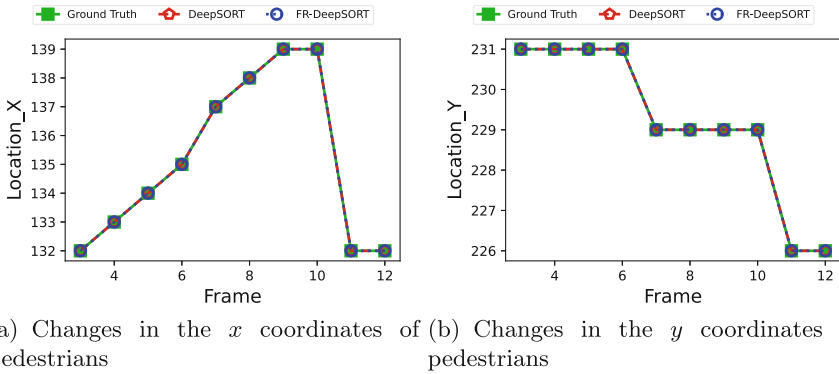 Ground Truth DeepSORT FR-DeepSORT
139
138
137
136
135
134
133
132
Location_X
4 6 8 10 12
Frame
Ground Truth DeepSORT FR-DeepSORT
231
230
229
228
227
226
Location_Y
4 6 8 10 12
Frame
a) Changes in the x coordinates of
edestrians
(b) Changes in the y coordinates
pedestrians